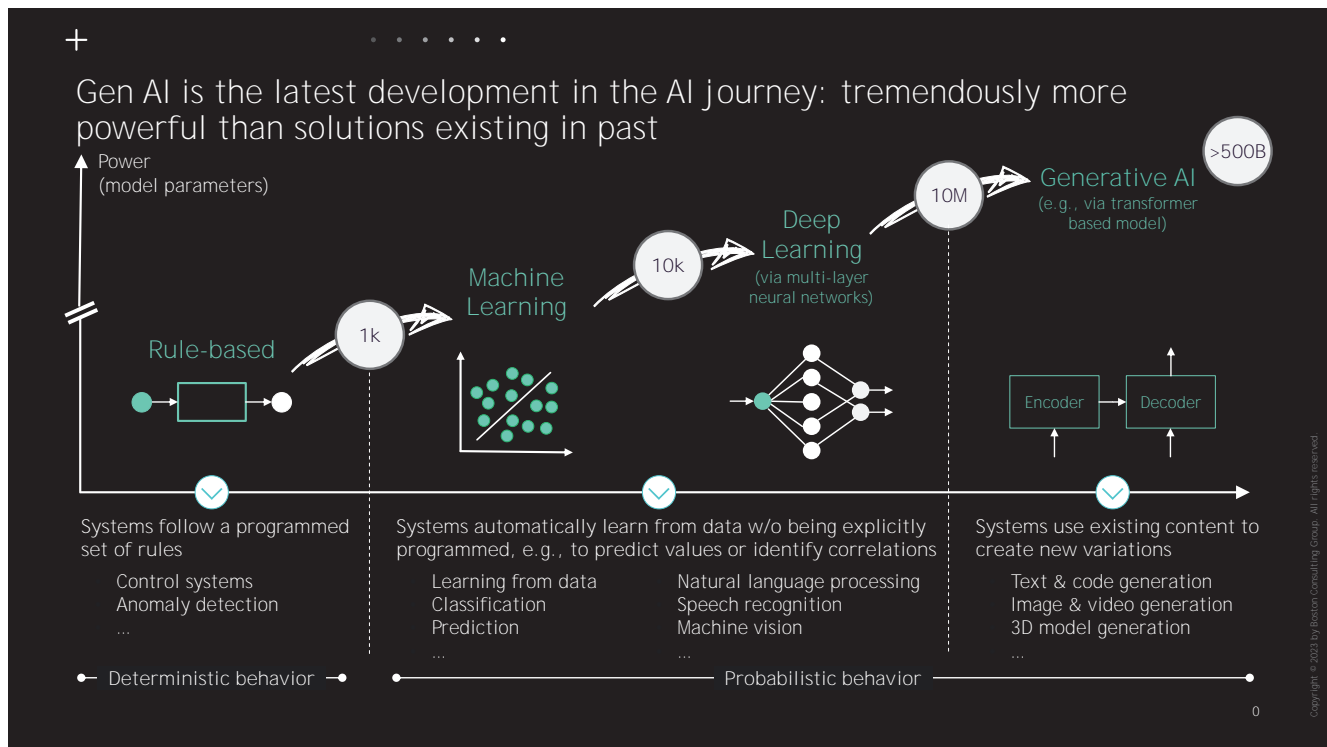 Gen AI is the latest development in the AI journey: tremendously more
powerful than solutions existing in past
Power
(model parameters)
>500B
10M
Generative AI
(e.g., via transformer
based model)
Deep
Learning
(via multi-layer
neural networks)
10k
Machine
Learning
1k
Rule-based
Encoder
Decoder
Systems follow a programmed
set of rules
Control systems
Anomaly detection
...
Systems automatically learn from data w/o being explicitly
programmed, e.g., to predict values or identify correlations
Learning from data
Classification
Prediction
...
Natural language processing
Speech recognition
Machine vision
...
Systems use existing content to
create new variations
Text & code generation
Image & video generation
3D model generation
...
Deterministic behavior
Probabilistic behavior
0
Copyright © 2023 by Boston Consulting Group. All rights reserved.